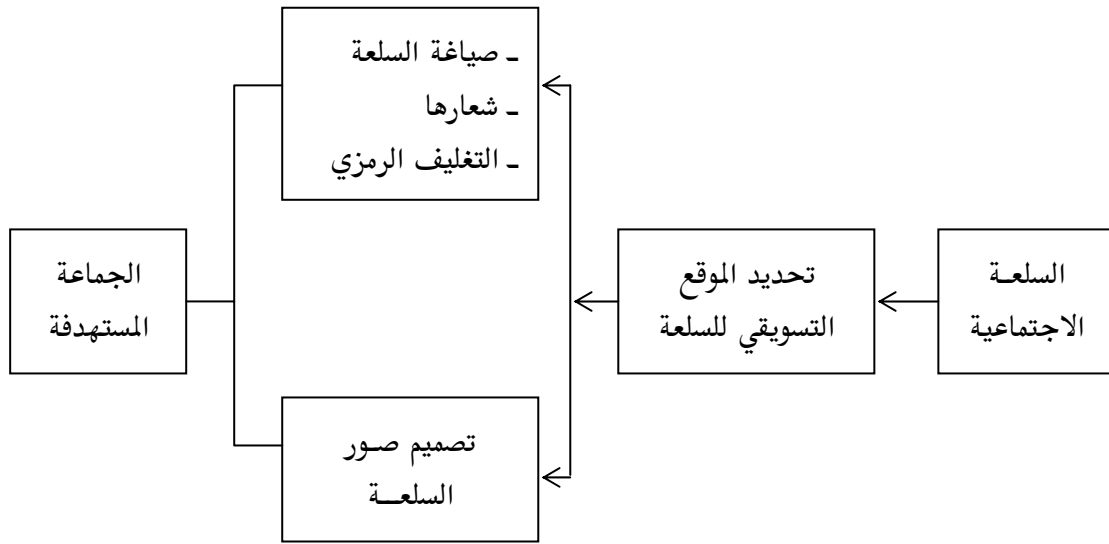 ـ صياغة السلعة
ـ شعارها
ـ التغليف الرمزي
السلعـة
الاجتماعية
تحديد الموقع
التسويقي للسلعة
الجماعة
المستهدفة
تصميم صـور
السلعــة